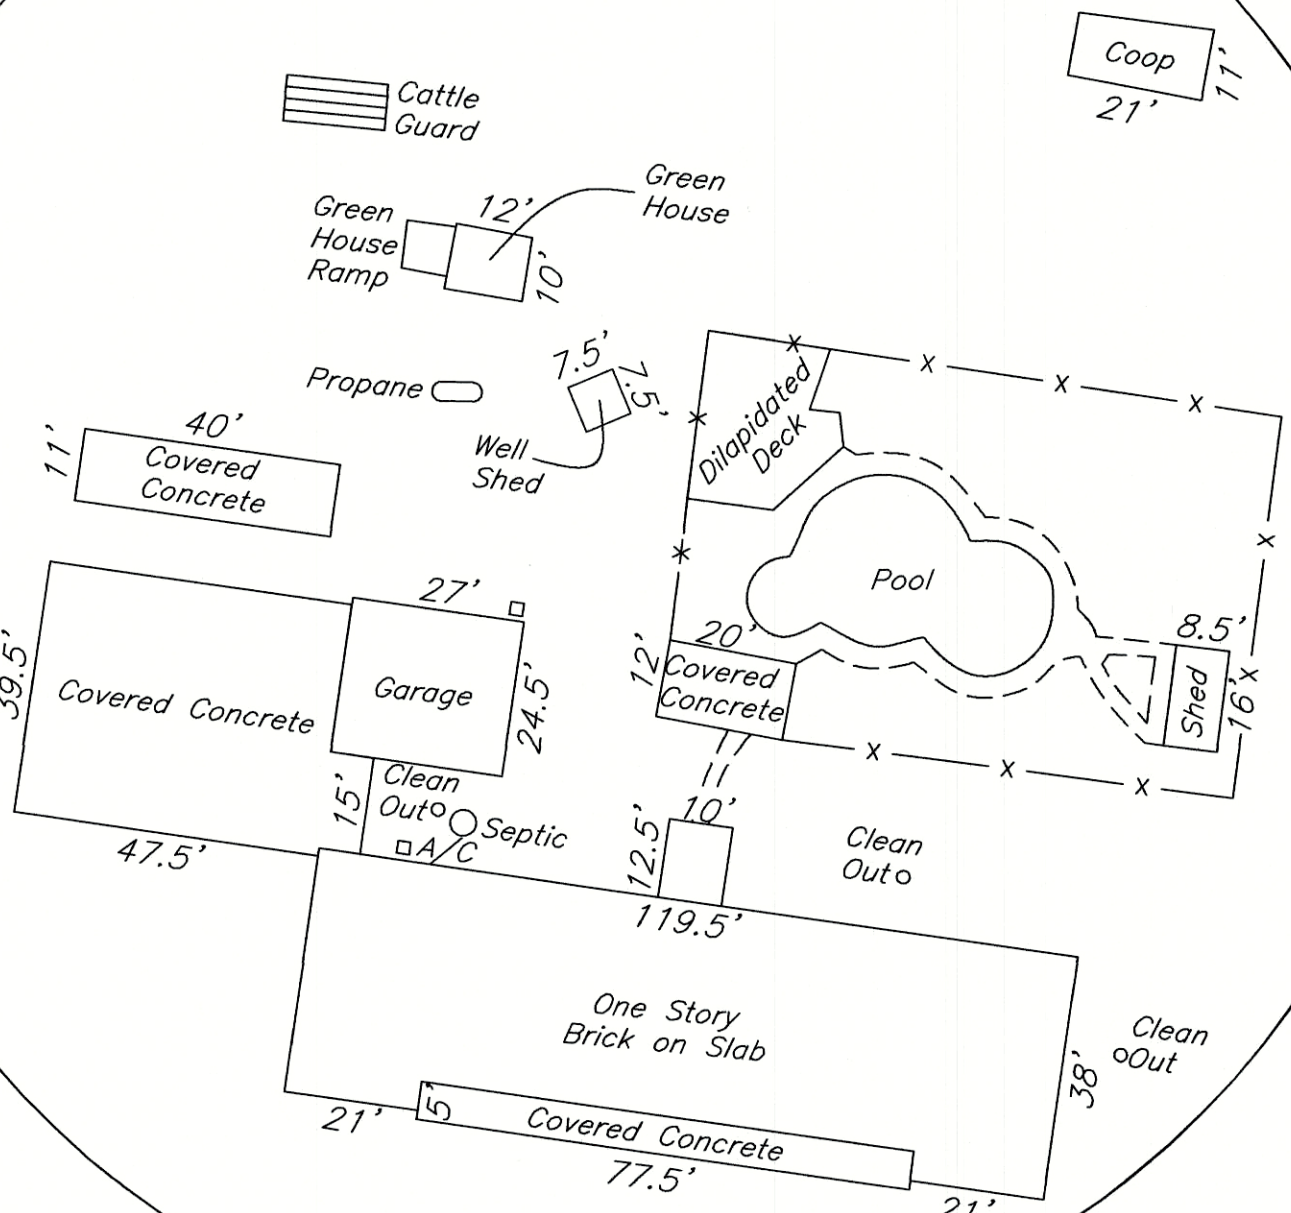 Coop
11'
21'
Cattle
Guard
Green
House
12'
Green
House
Ramp
10'
7.5'
7.5'
Propane
Well
Shed
40'
11'
Covered
Concrete
Dilapidated
Deck
x
x
x
x
x
x
x
x
x
x
x
Pool
27'
39.5'
Covered Concrete
Garage
24.5'
20'
12'
Covered
Concrete
8.5'
Shed
16'
15'
Clean
Out
Septic
A/C
47.5'
10'
12.5'
Clean
Out
119.5'
One Story
Brick on Slab
Clean
Out
38'
21'
5'
Covered Concrete
77.5'
21'